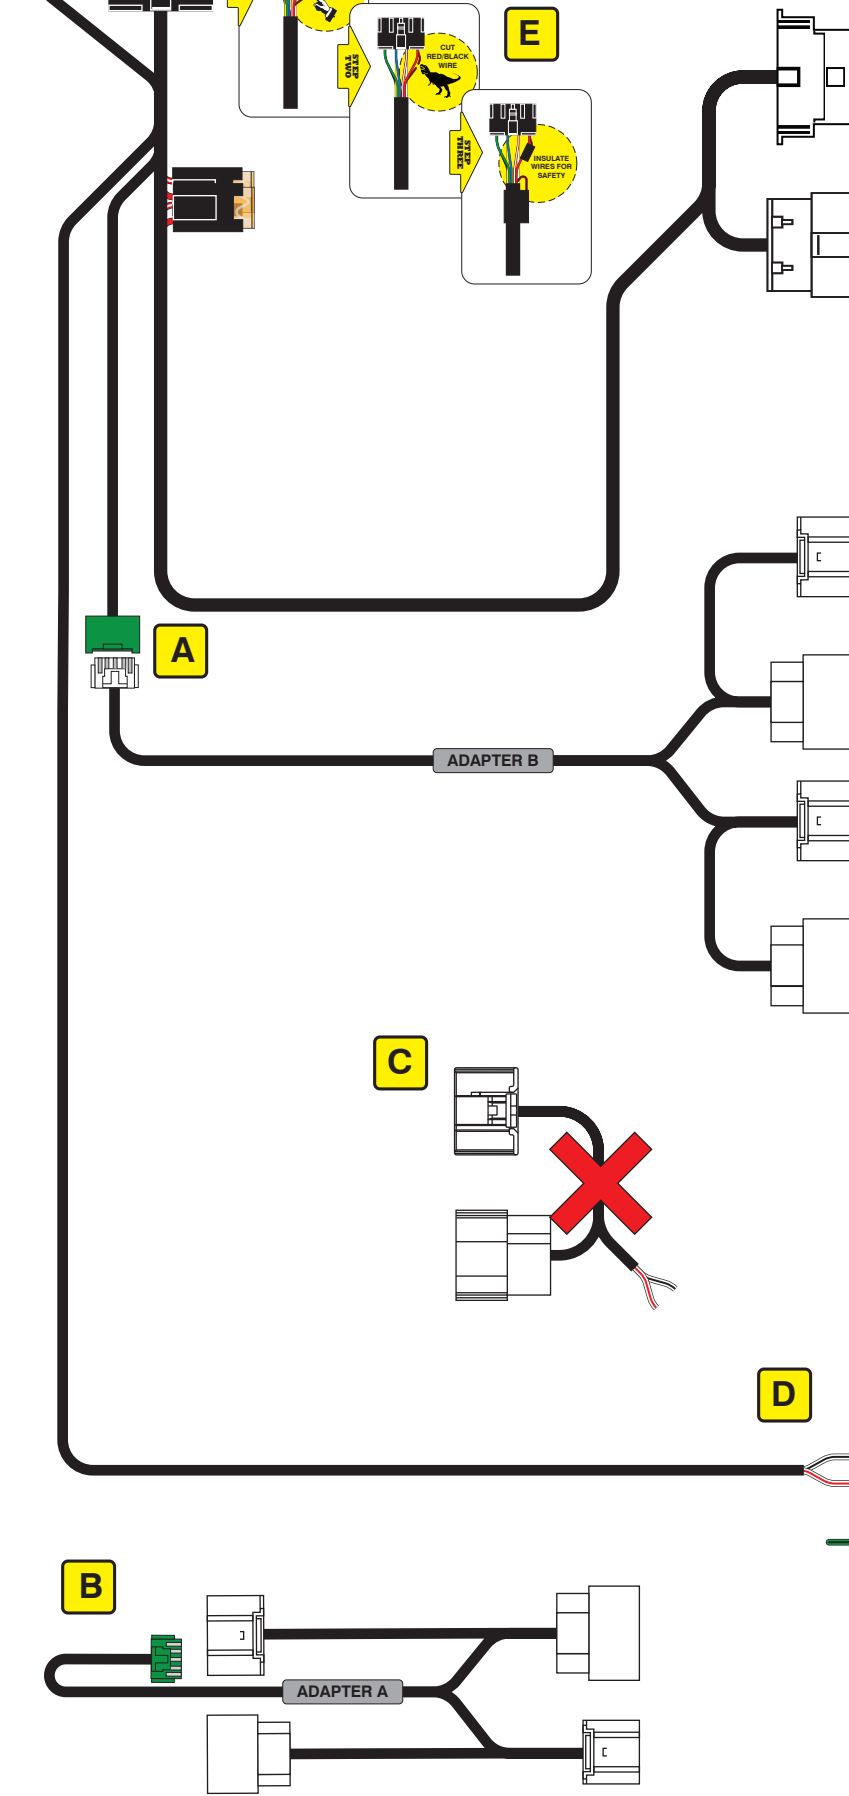 E
STEP
TWO
CUT
RED/BLACK
WIRE
STEP
THREE
INSULATE
WIRES FOR
SAFETY
A
ADAPTER B
C
D
B
ADAPTER A